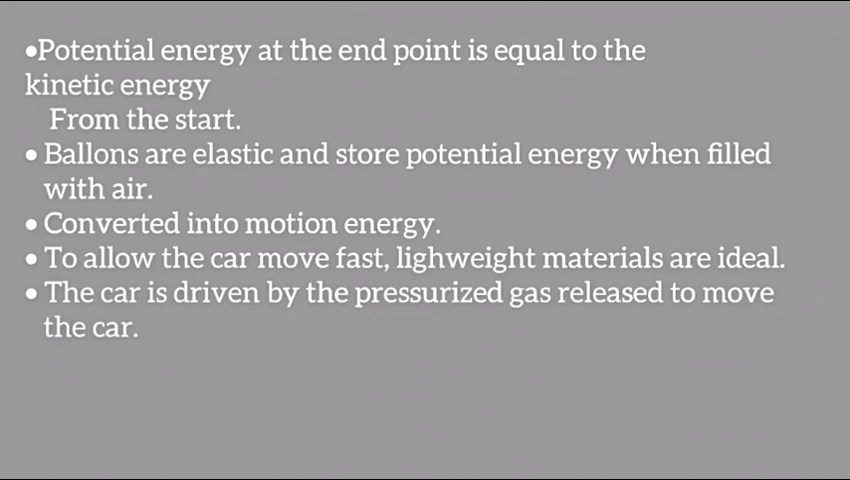 •Potential energy at the end point is equal to the
kinetic energy
From the start.
• Ballons are elastic and store potential energy when filled
with air.
• Converted into motion energy.
• To allow the car move fast, lighweight materials are ideal.
• The car is driven by the pressurized gas released to move
the car.